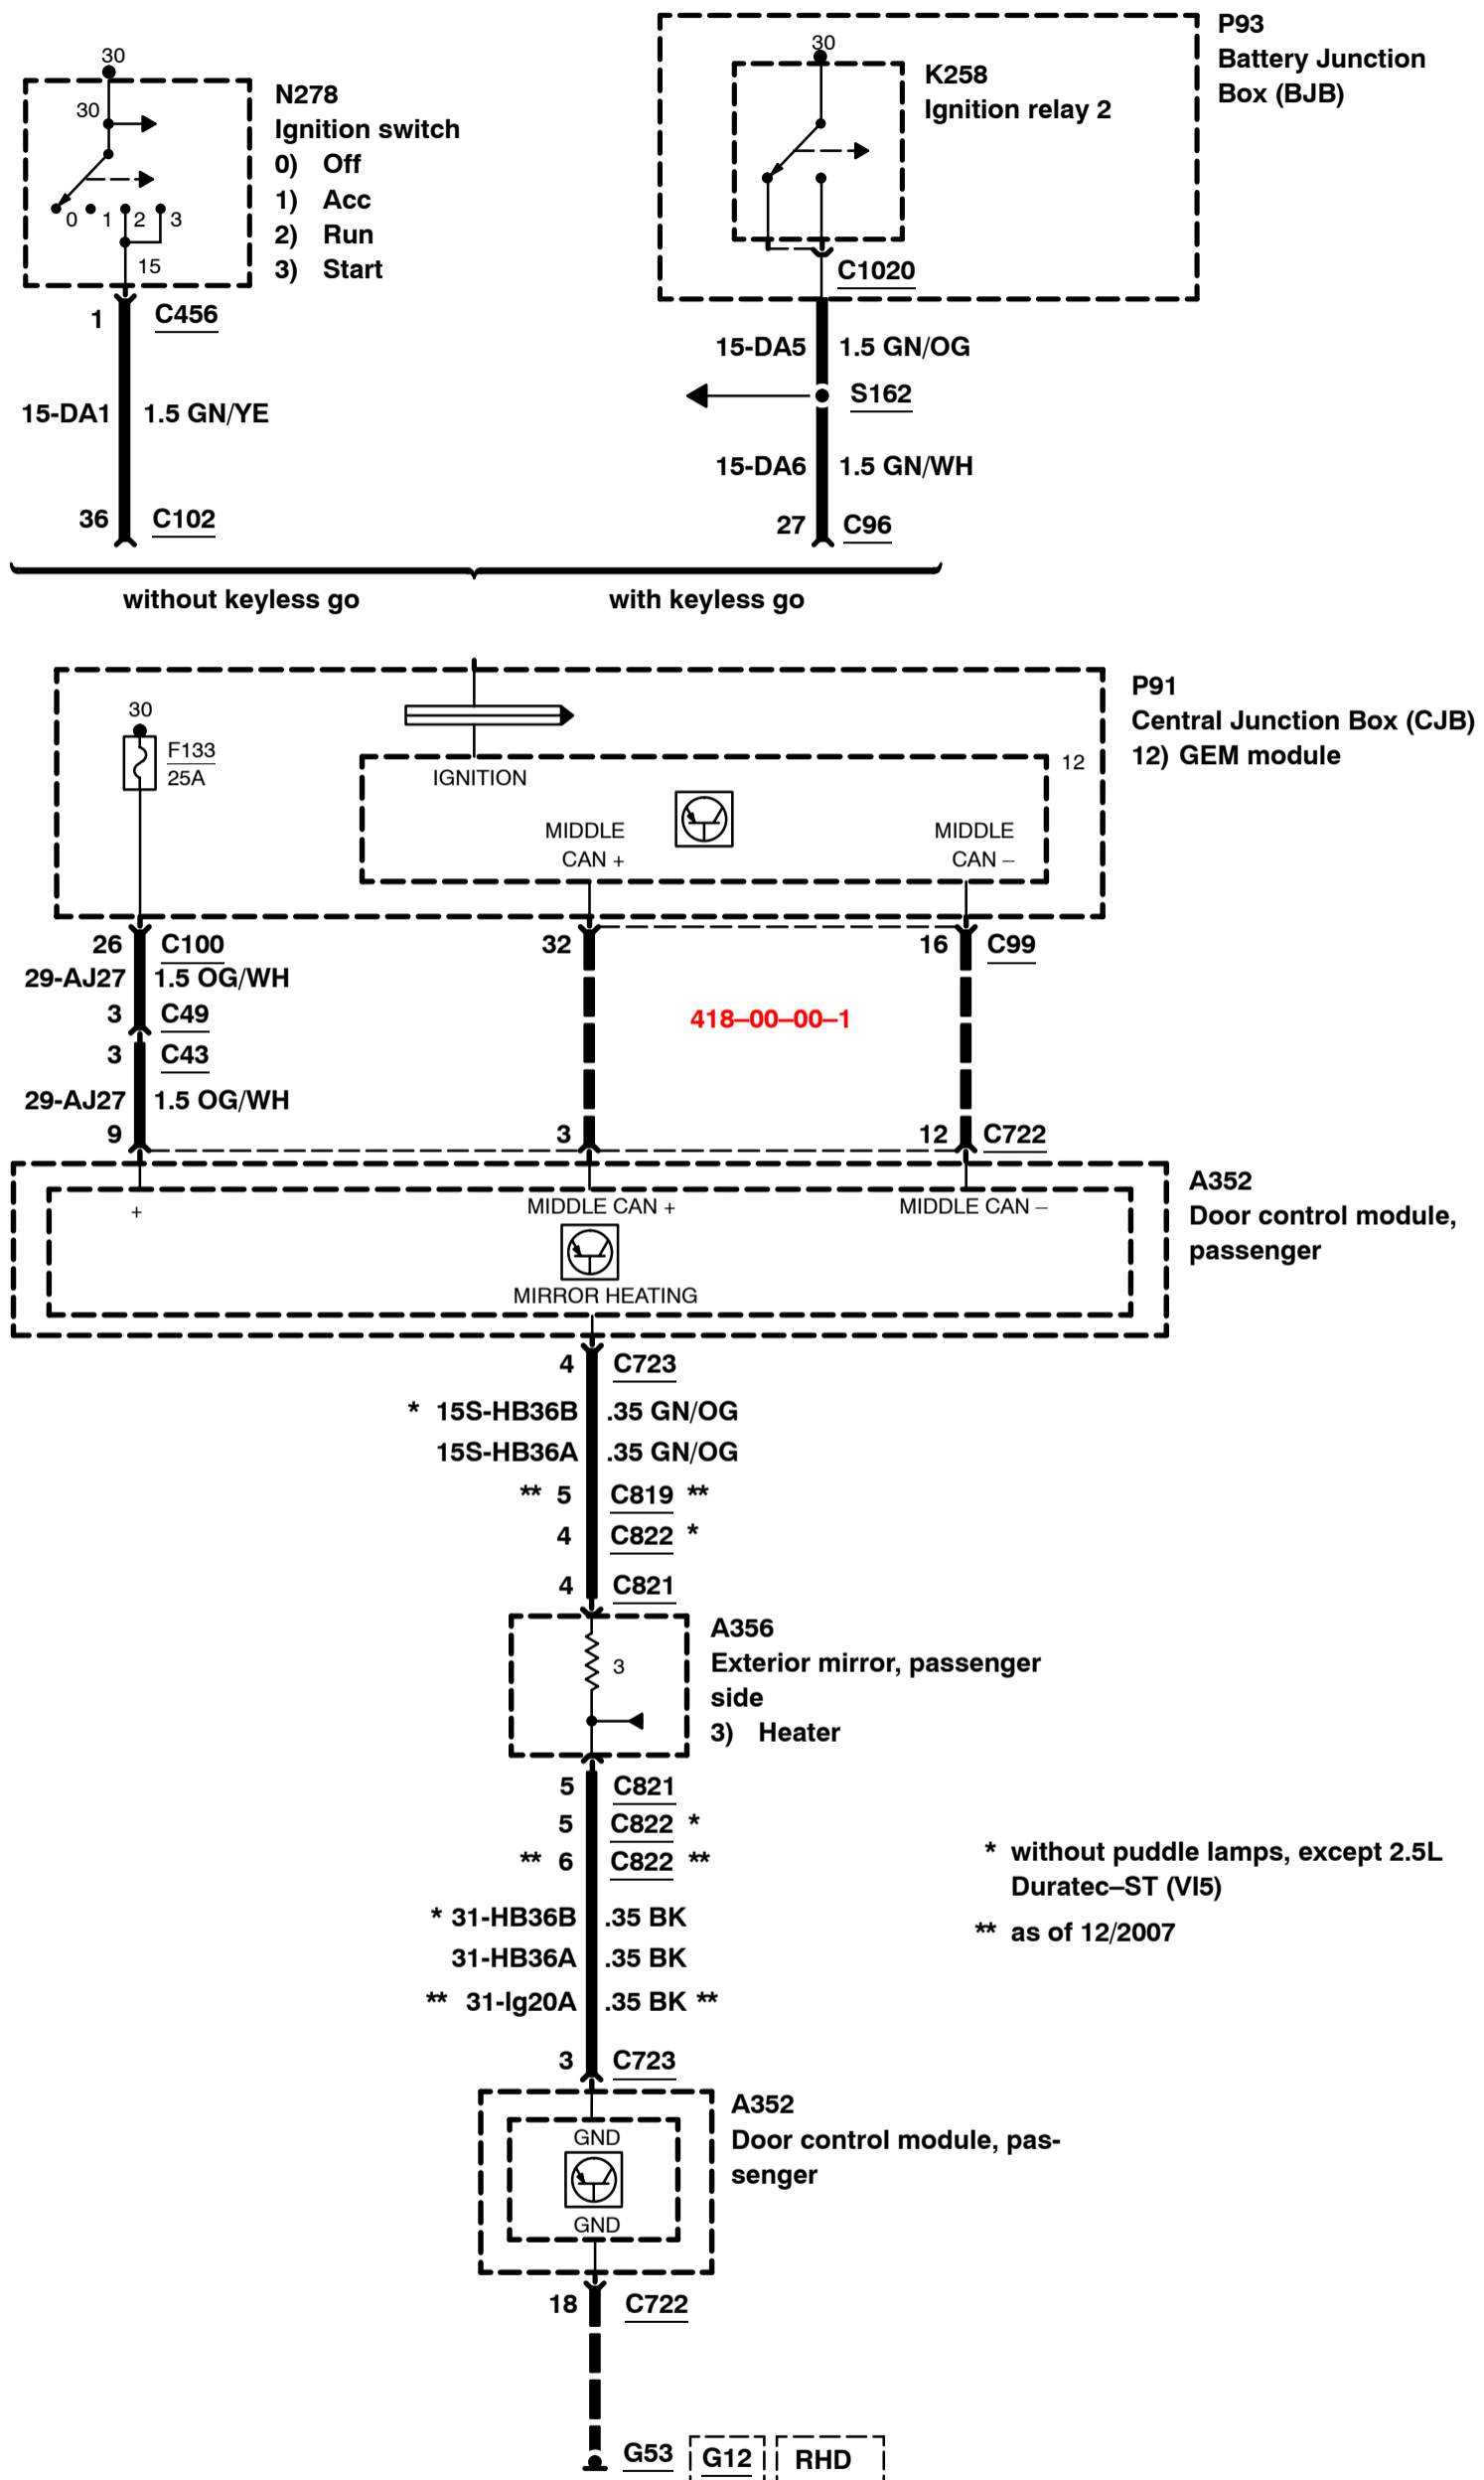 30
30
0 1 2 3
15
N278
Ignition switch
0) Off
1) Acc
2) Run
3) Start
1 C456
15-DA1 1.5 GN/YE
36 C102
P93
Battery Junction
Box (BJB)
30
K258
Ignition relay 2
C1020
15-DA5 1.5 GN/OG
S162
15-DA6 1.5 GN/WH
27 C96
without keyless go with keyless go
P91
Central Junction Box (CJB)
12) GEM module
30
F133
25A
IGNITION
12
MIDDLE
CAN +
MIDDLE
CAN –
26 C100
29-AJ27 1.5 OG/WH
3 C49
3 C43
29-AJ27 1.5 OG/WH
9
32
16 C99
418–00–00–1
3
12 C722
+
MIDDLE CAN +
MIDDLE CAN –
MIRROR HEATING
A352
Door control module,
passenger
4 C723
* 15S-HB36B .35 GN/OG
15S-HB36A .35 GN/OG
** 5 C819 **
4 C822 *
4 C821
3
A356
Exterior mirror, passenger
side
3) Heater
5 C821
5 C822 *
** 6 C822 **
* 31-HB36B .35 BK
31-HB36A .35 BK
** 31-Ig20A .35 BK **
3 C723
* without puddle lamps, except 2.5L
Duratec–ST (VI5)
** as of 12/2007
GND
GND
A352
Door control module, pas-
senger
18 C722
G53 G12 RHD